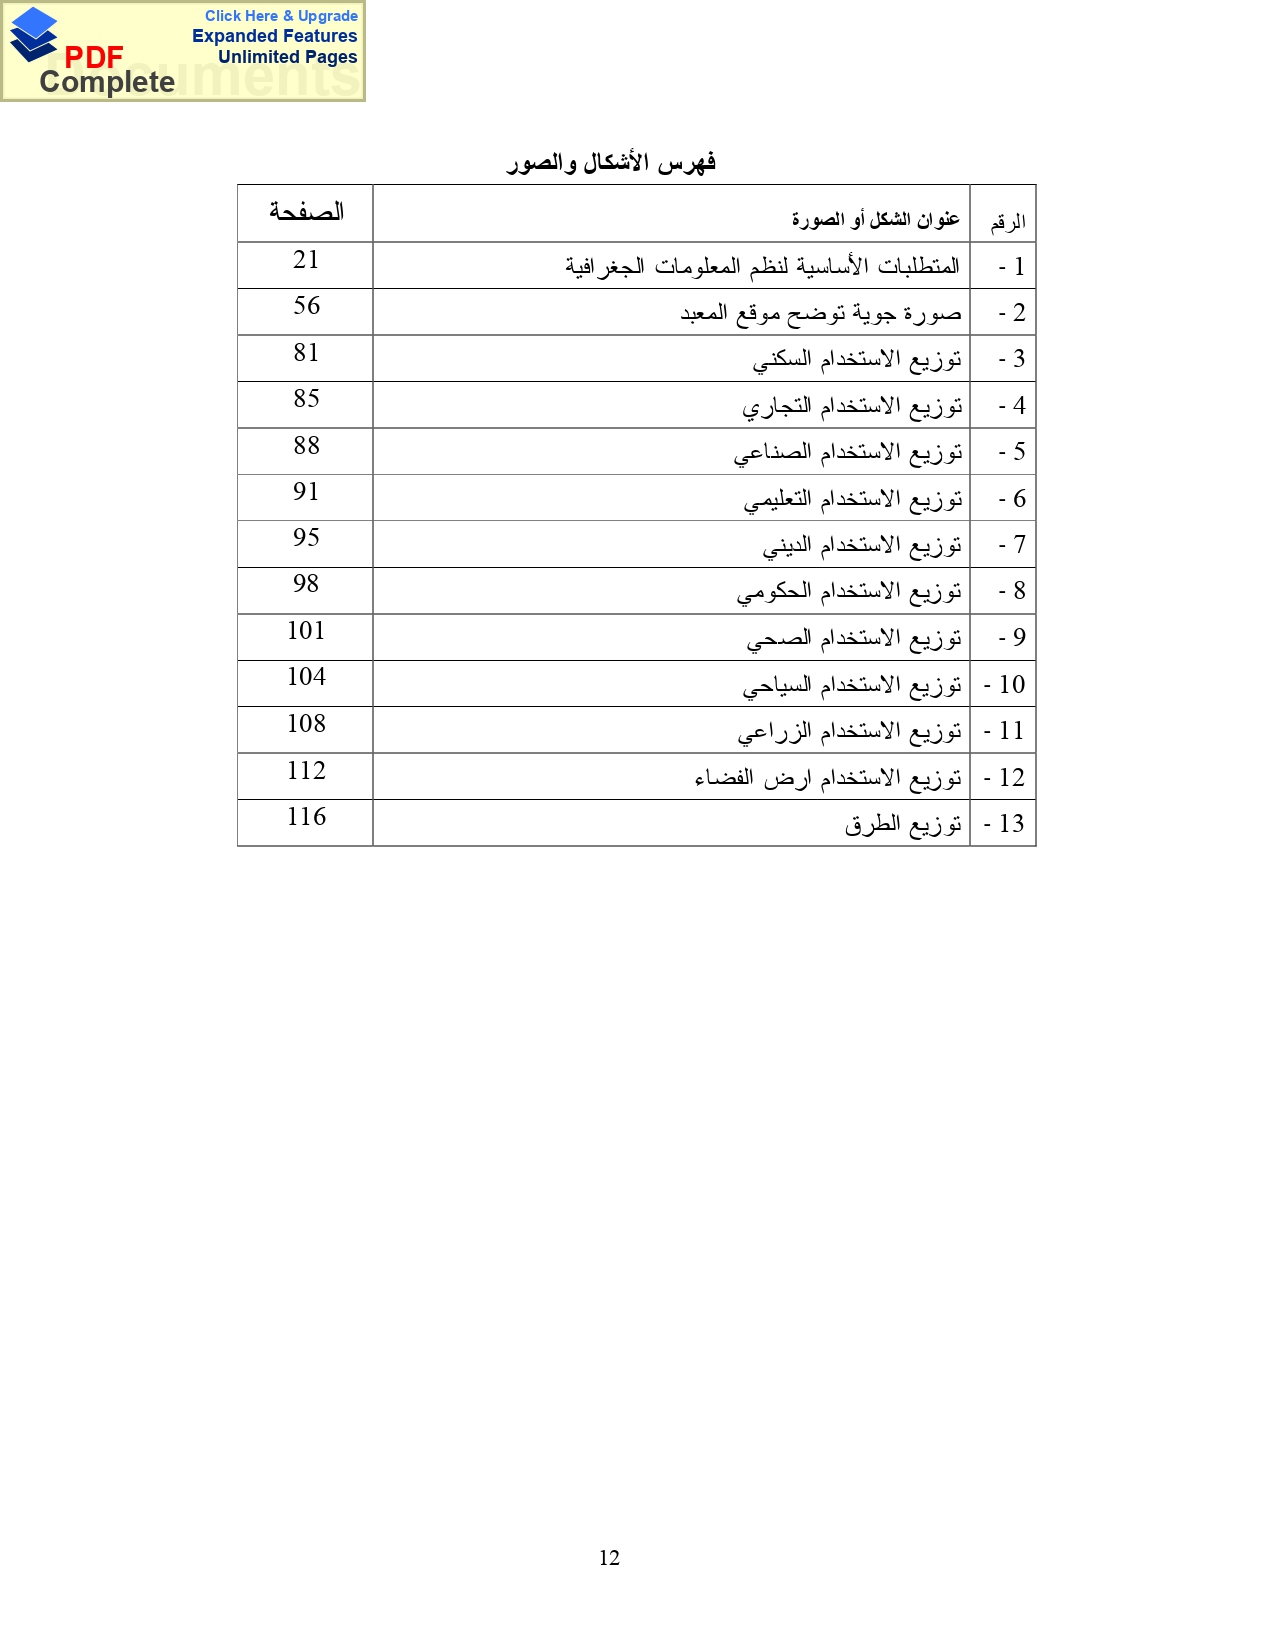 Click Here & Upgrade
Expanded Features
Unlimited Pages
PDF
Complete
Documents
فهرس الأشكال والصور
الرقم عنوان الشكل أو الصورة الصفحة
1 - المتطلبات الأساسية لنظم المعلومات الجغرافية 21
2 - صورة جوية توضح موقع المعبد 56
3 - توزيع الاستخدام السكني 81
4 - توزيع الاستخدام التجاري 85
5 - توزيع الاستخدام الصناعي 88
6 - توزيع الاستخدام التعليمي 91
7 - توزيع الاستخدام الديني 95
8 - توزيع الاستخدام الحكومي 98
9 - توزيع الاستخدام الصحي 101
10 - توزيع الاستخدام السياحي 104
11 - توزيع الاستخدام الزراعي 108
12 - توزيع الاستخدام ارض الفضاء 112
13 - توزيع الطرق 116
12